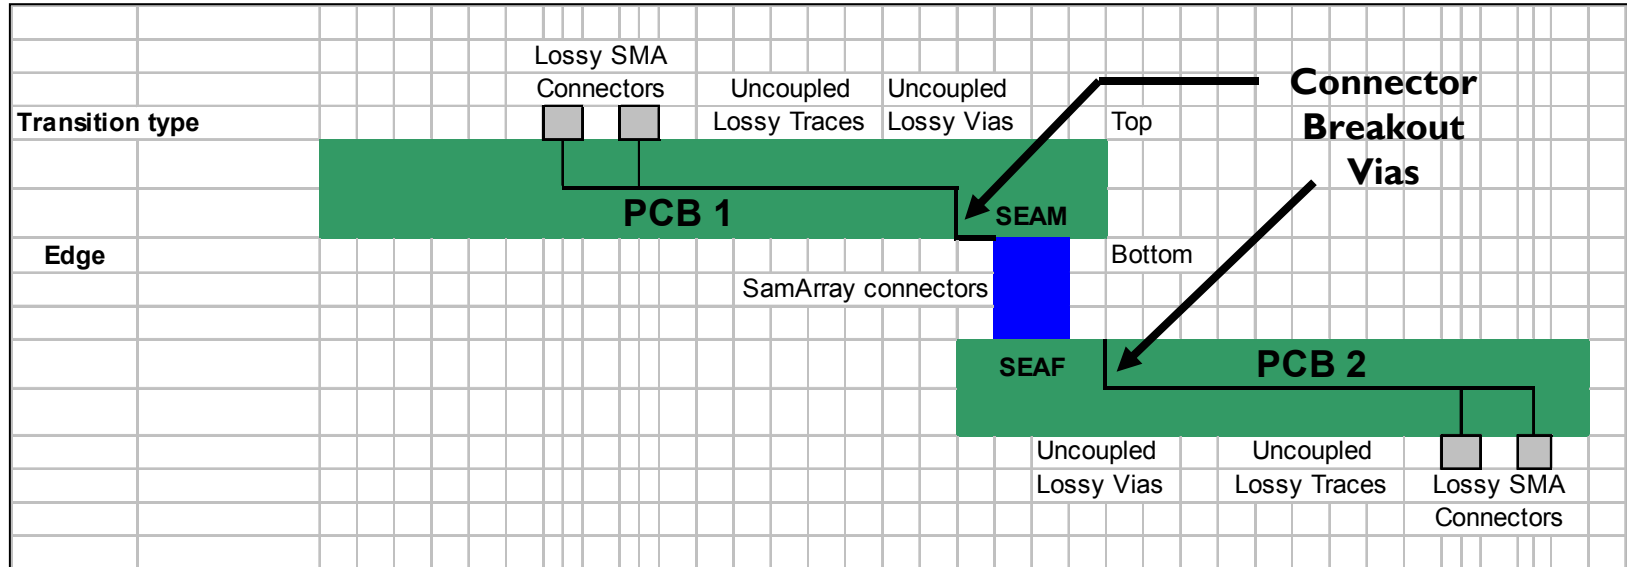 Lossy SMA
Connectors
Uncoupled
Lossy Traces
Uncoupled
Lossy Vias
Connector
Breakout
Vias
Transition type
Top
PCB 1
SEAM
Edge
Bottom
SamArray connectors
SEAF
PCB 2
Uncoupled
Lossy Vias
Uncoupled
Lossy Traces
Lossy SMA
Connectors